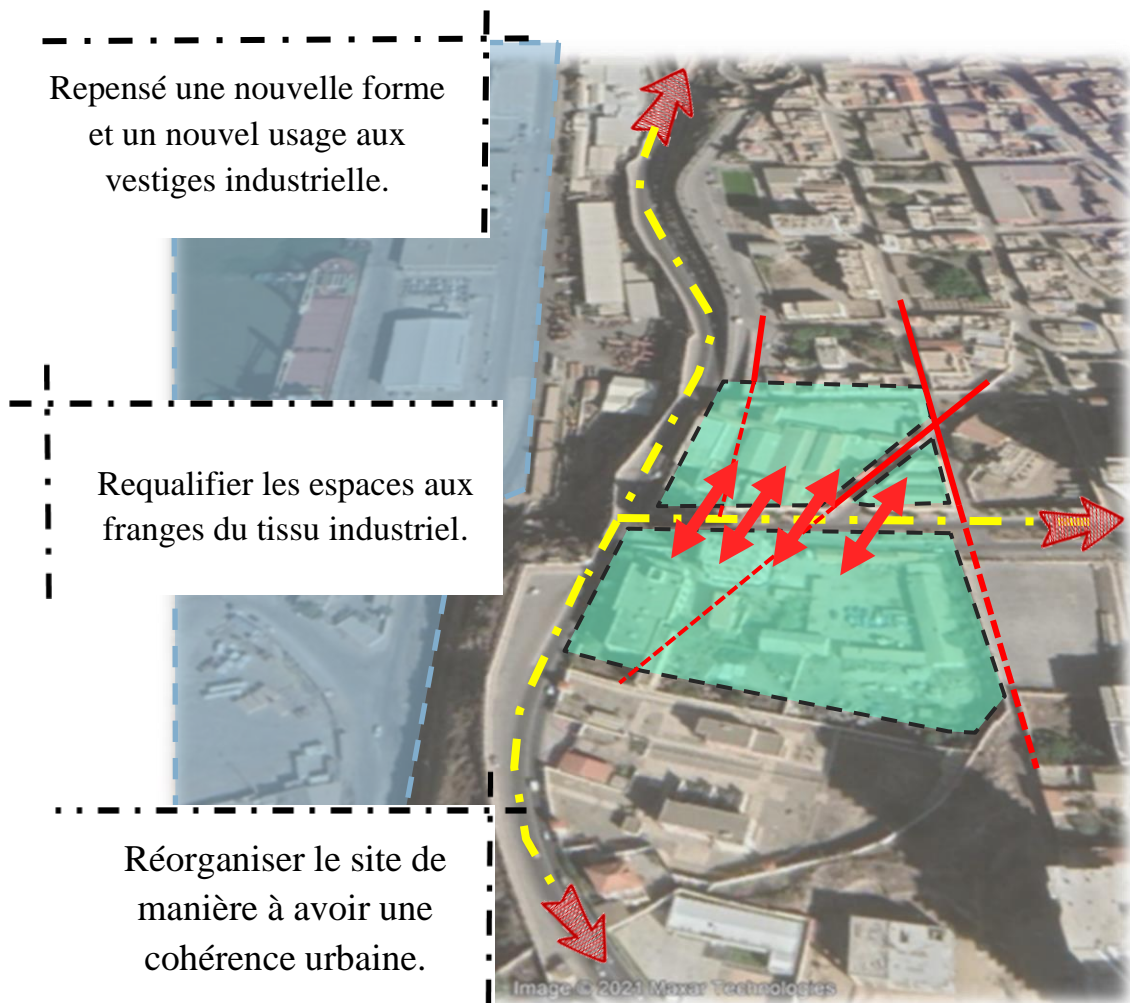 Repensé une nouvelle forme
et un nouvel usage aux
vestiges industrielle.
Requalifier les espaces aux
franges du tissu industriel.
Réorganiser le site de
manière à avoir une
cohérence urbaine.
Image © 2021 Maxar Technologies